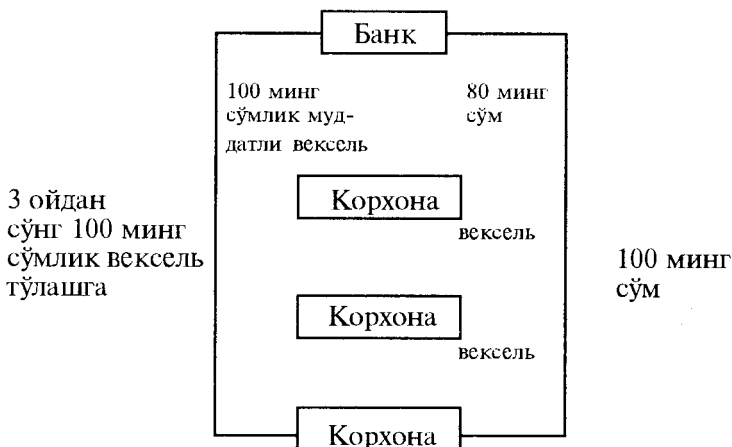 Банк
100 минг
сўмлик муд-
датли вексель
80 минг
сўм
Корхона
вексель
3 ойдан
сўнг 100 минг
сўмлик вексель
тўлашга
100 минг
сўм
Корхона
вексель
Корхона